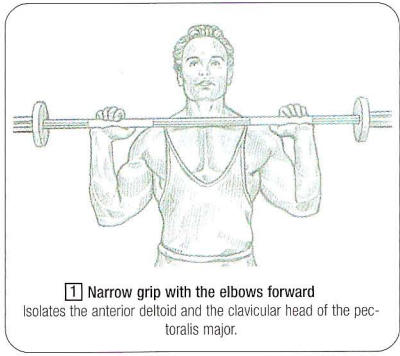 1 Narrow grip with the elbows forward
Isolates the anterior deltoid and the clavicular head of the pec-
toralis major.